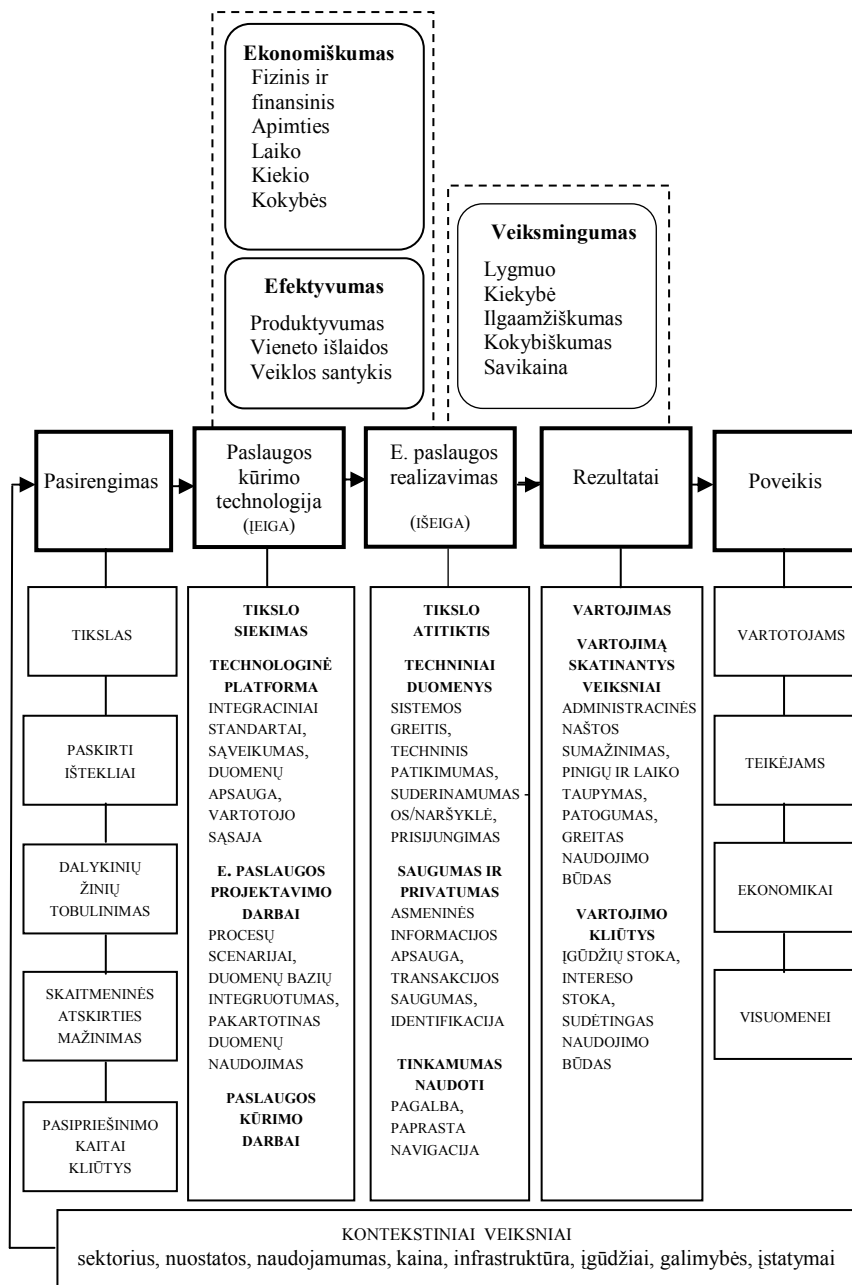 Ekonomiškumas
Fizinis ir
finansinis
Apimties
Laiko
Kiekio
Kokybės
Efektyvumas
Produktyvumas
Vieneto išlaidos
Veiklos santykis
Veiksmingumas
Lygmuo
Kiekybė
Ilgaamžiškumas
Kokybiškumas
Savikaina
Pasirengimas
Paslaugos
kūrimo
technologija
(ĮEIGA)
E. paslaugos
realizavimas
(IŠEIGA)
Rezultatai
Poveikis
TIKSLAS
PASKIRTI
IŠTEKLIAI
DALYKINIŲ
ŽINIŲ
TOBULINIMAS
SKAITMENINĖS
ATSKIRTIES
MAŽINIMAS
PASIPRIEŠINIMO
KAITAI
KLIŪTYS
TIKSLO
SIEKIMAS
TECHNOLOGINĖ
PLATFORMA
INTEGRACINIAI
STANDARTAI,
SĄVEIKUMAS,
DUOMENŲ
APSAUGA,
VARTOTOJO
SĄSAJA
E. PASLAUGOS
PROJEKTAVIMO
DARBAI
PROCESŲ
SCENARIJAI,
DUOMENŲ BAZIŲ
INTEGRUOTUMAS,
PAKARTOTINAS
DUOMENŲ
NAUDOJIMAS
PASLAUGOS
KŪRIMO
DARBAI
TIKSLO
ATITIKTIS
TECHNINIAI
DUOMENYS
SISTEMOS
GREITIS,
TECHNINIS
PATIKIMUMAS,
SUDERINAMUMAS -
OS/NARŠYKLĖ,
PRISIJUNGIMAS
SAUGUMAS IR
PRIVATUMAS
ASMENINĖS
INFORMACIJOS
APSAUGA,
TRANSAKCIJOS
SAUGUMAS,
IDENTIFIKACIJA
TINKAMUMAS
NAUDOTI
PAGALBA,
PAPRASTA
NAVIGACIJA
VARTOJIMAS
VARTOJIMĄ
SKATINANTYS
VEIKSNIAI
ADMINISTRACINĖS
NAŠTOS
SUMAŽINIMAS,
PINIGŲ IR LAIKO
TAUPYMAS,
PATOGUMAS,
GREITAS
NAUDOJIMO
BŪDAS
VARTOJIMO
KLIŪTYS
ĮGŪDŽIŲ STOKA,
INTERESO
STOKA,
SUDĖTINGAS
NAUDOJIMO
BŪDAS
VARTOTOJAMS
TEIKĖJAMS
EKONOMIKAI
VISUOMENEI
KONTEKSTINIAI VEIKSNIAI
sektorius, nuostatos, naudojamumas, kaina, infrastruktūra, įgūdžiai, galimybės, įstatymai